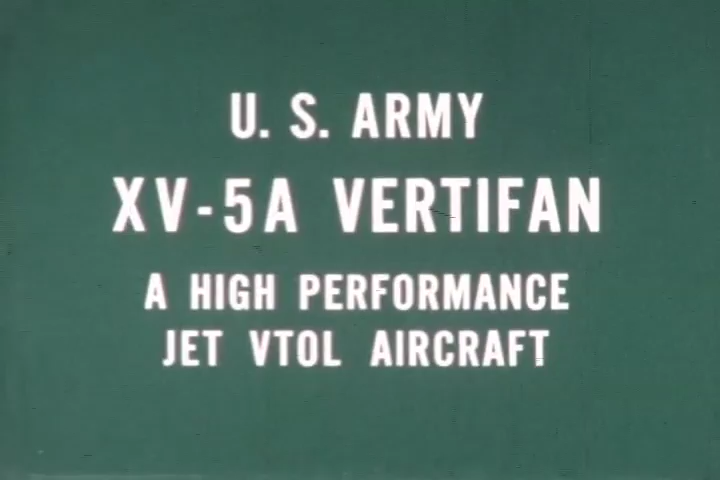 U. S. ARMY
XV-5A VERTIFAN
A HIGH PERFORMANCE
JET VTOL AIRCRAFT